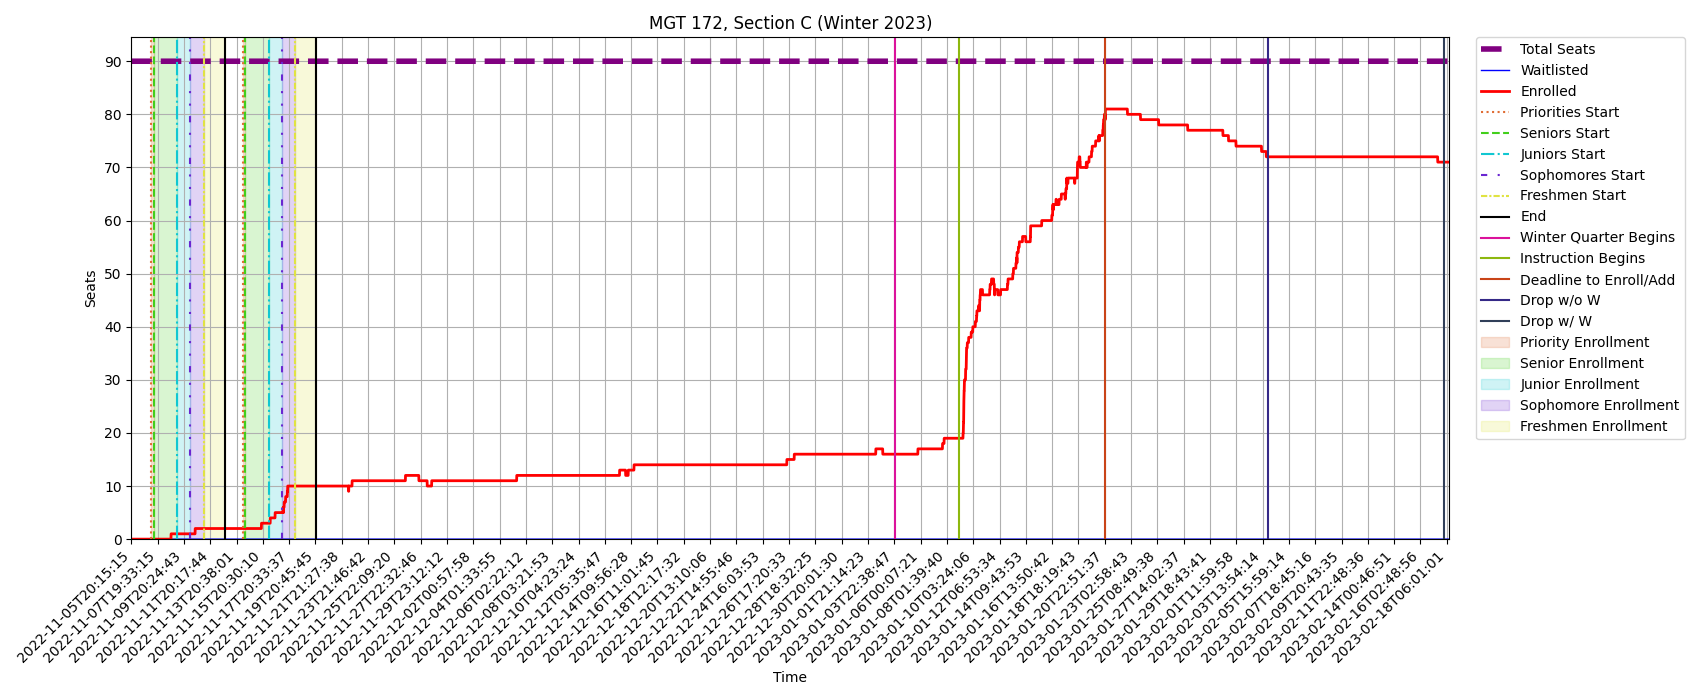 MGT 172, Section C (Winter 2023)
Seats
90
80
70
60
50
40
30
20
10
0
2022-11-05T20:15:15
2022-11-07T19:33:15
2022-11-09T20:24:43
2022-11-11T20:17:44
2022-11-13T20:38:01
2022-11-15T20:30:10
2022-11-17T20:33:37
2022-11-19T20:45:45
2022-11-21T21:27:38
2022-11-23T21:46:42
2022-11-25T22:09:20
2022-11-27T22:32:46
2022-11-29T23:12:12
2022-12-02T00:57:58
2022-12-04T01:33:55
2022-12-06T02:22:12
2022-12-08T03:21:53
2022-12-10T04:23:24
2022-12-12T05:35:47
2022-12-14T09:56:28
2022-12-16T11:01:45
2022-12-18T12:17:32
2022-12-20T13:10:06
2022-12-22T14:55:46
2022-12-24T16:03:53
2022-12-26T17:20:33
2022-12-28T18:32:25
2022-12-30T20:01:30
2023-01-01T21:14:23
2023-01-03T22:38:47
2023-01-06T00:07:21
2023-01-08T01:39:40
2023-01-10T03:24:06
2023-01-12T06:53:34
2023-01-14T09:43:53
2023-01-16T13:50:42
2023-01-18T18:19:43
2023-01-20T22:51:37
2023-01-23T02:58:43
2023-01-25T08:49:38
2023-01-27T14:02:37
2023-01-29T18:43:41
2023-02-01T11:59:58
2023-02-03T13:54:14
2023-02-05T15:59:14
2023-02-07T18:45:16
2023-02-09T20:43:35
2023-02-11T22:48:36
2023-02-14T00:46:51
2023-02-16T02:48:56
2023-02-18T06:01:01
Time
Total Seats
Waitlisted
Enrolled
Priorities Start
Seniors Start
Juniors Start
Sophomores Start
Freshmen Start
End
Winter Quarter Begins
Instruction Begins
Deadline to Enroll/Add
Drop w/o W
Drop w/ W
Priority Enrollment
Senior Enrollment
Junior Enrollment
Sophomore Enrollment
Freshmen Enrollment